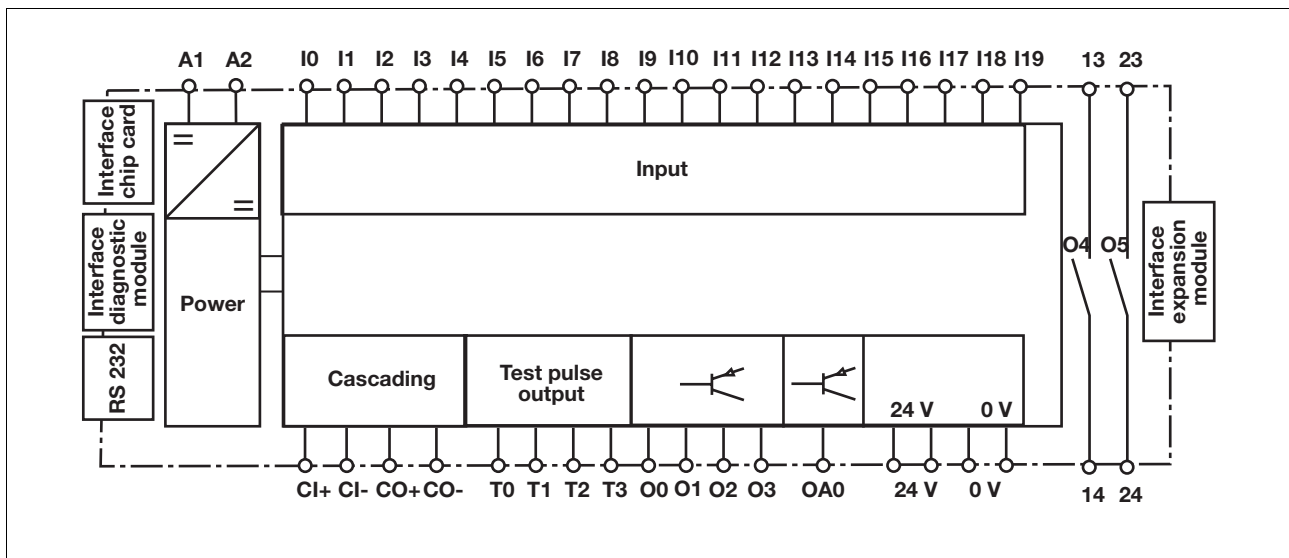 A1 A2 I0 I1 I2 I3 I4 I5 I6 I7 I8 I9 I10 I11 I12 I13 I14 I15 I16 I17 I18 I19 13 23
Interface
chip card
Input
Interface
diagnostic
module
Power
O4 O5
Interface
expansion
module
RS 232
Cascading
Test pulse
output
24 V 0 V
CI+ CI- CO+ CO- T0 T1 T2 T3 O0 O1 O2 O3 OA0 24 V 0 V 14 24